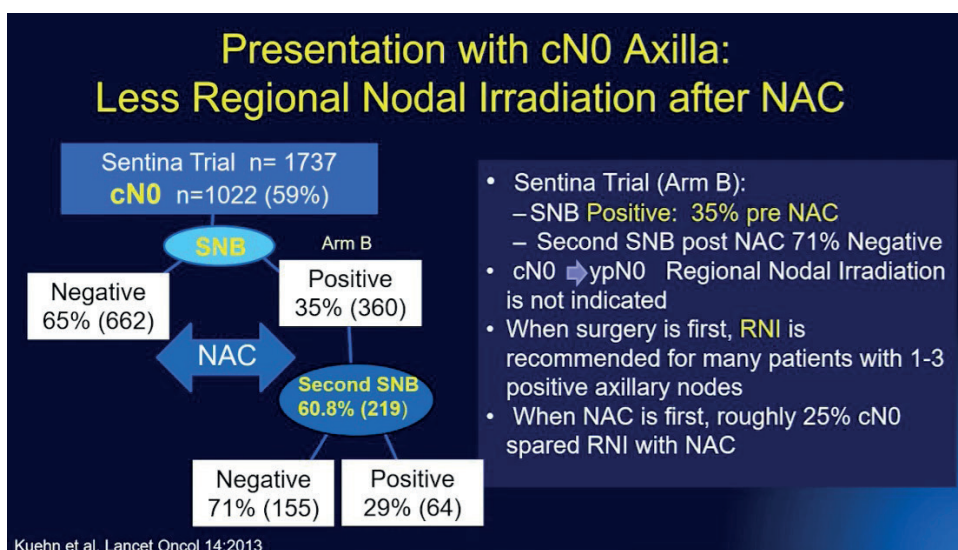 Presentation with cN0 Axilla:
Less Regional Nodal Irradiation after NAC
Sentina Trial n= 1737
cN0 n=1022 (59%)
SNB
Arm B
Negative
65% (662)
Positive
35% (360)
NAC
Second SNB
60.8% (219)
Negative
71% (155)
Positive
29% (64)
• Sentina Trial (Arm B):
–SNB Positive: 35% pre NAC
– Second SNB post NAC 71% Negative
• cN0 ➡ypN0 Regional Nodal Irradiation
is not indicated
• When surgery is first, RNI is
recommended for many patients with 1-3
positive axillary nodes
• When NAC is first, roughly 25% cN0
spared RNI with NAC
Kuehn et al. Lancet Oncol 14:2013